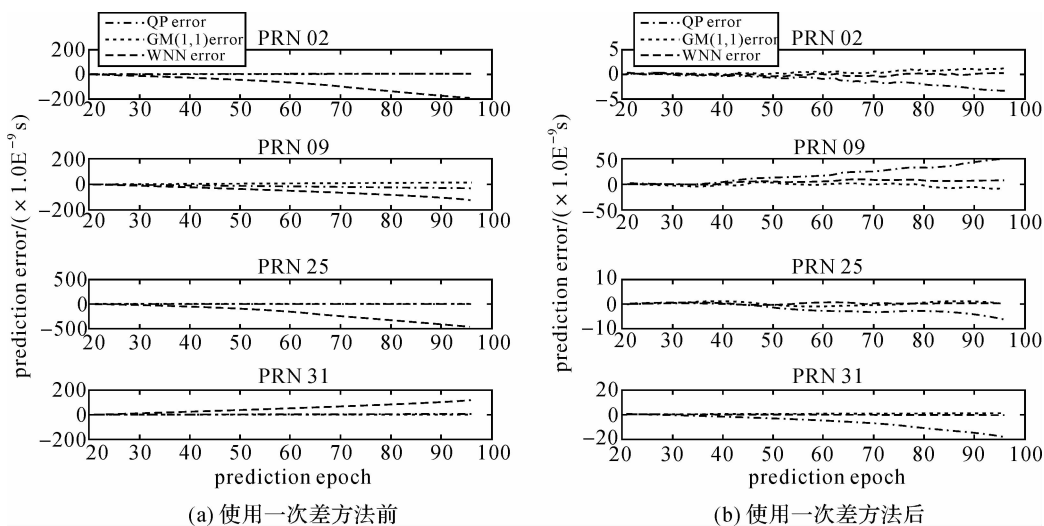 QP error
GM(1,1)error
WNN error
PRN 02
200
0
−200
20 30 40 50 60 70 80 90 100
PRN 09
200
0
−200
20 30 40 50 60 70 80 90 100
PRN 25
500
0
−500
20 30 40 50 60 70 80 90 100
PRN 31
200
0
−200
20 30 40 50 60 70 80 90 100
prediction epoch
prediction error/(×1.0E⁻⁹s)
(a) 使用一次差方法前
QP error
GM(1,1)error
WNN error
PRN 02
5
0
−5
20 30 40 50 60 70 80 90 100
PRN 09
50
0
−50
20 30 40 50 60 70 80 90 100
PRN 25
10
0
−10
20 30 40 50 60 70 80 90 100
PRN 31
20
0
−20
20 30 40 50 60 70 80 90 100
prediction epoch
prediction error/(×1.0E⁻⁹s)
(b) 使用一次差方法后